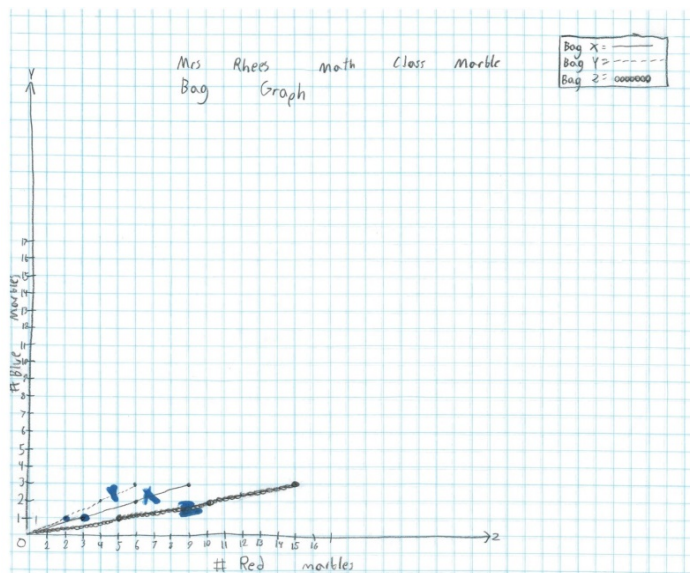 Mrs Rhees math Class Marble
Bag Graph
Bag X =
Bag Y =
Bag Z =
Y
17
16
15
14
13
12
11
10
9
8
7
6
5
4
3
2
1
# Blue marbles
Y
X
Z
0 1 2 3 4 5 6 7 8 9 10 11 12 13 14 15 16
Z
# Red marbles